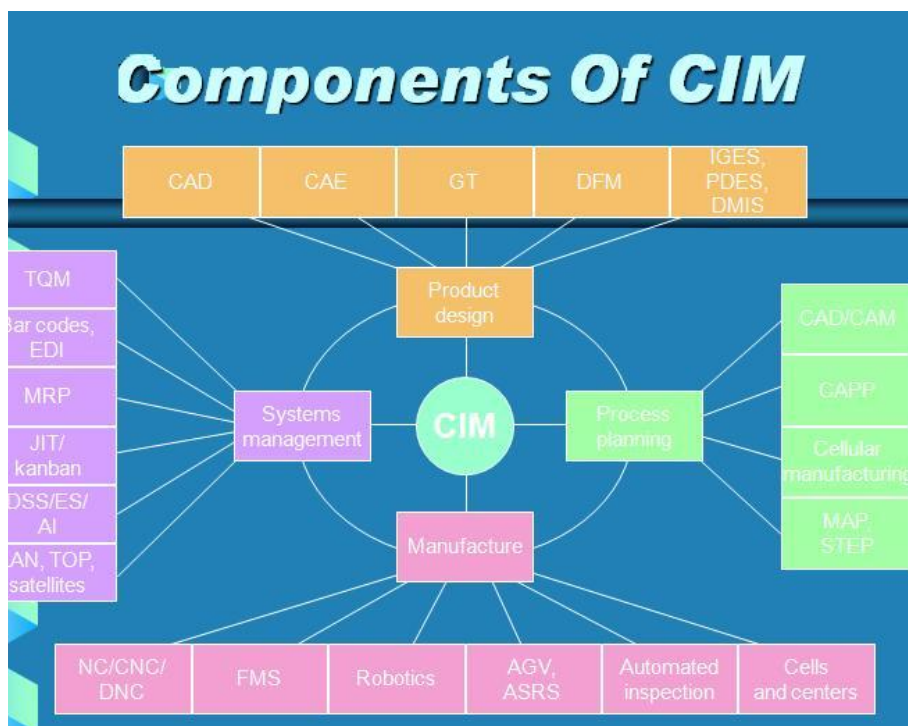 Components Of CIM
CAD
CAE
GT
DFM
IGES,
PDES,
DMIS
Product
design
TQM
Bar codes,
EDI
MRP
JIT/
kanban
DSS/ES/
AI
LAN, TOP,
satellites
Systems
management
CIM
Process
planning
CAD/CAM
CAPP
Cellular
manufacturing
MAP,
STEP
Manufacture
NC/CNC/
DNC
FMS
Robotics
AGV,
ASRS
Automated
inspection
Cells
and centers